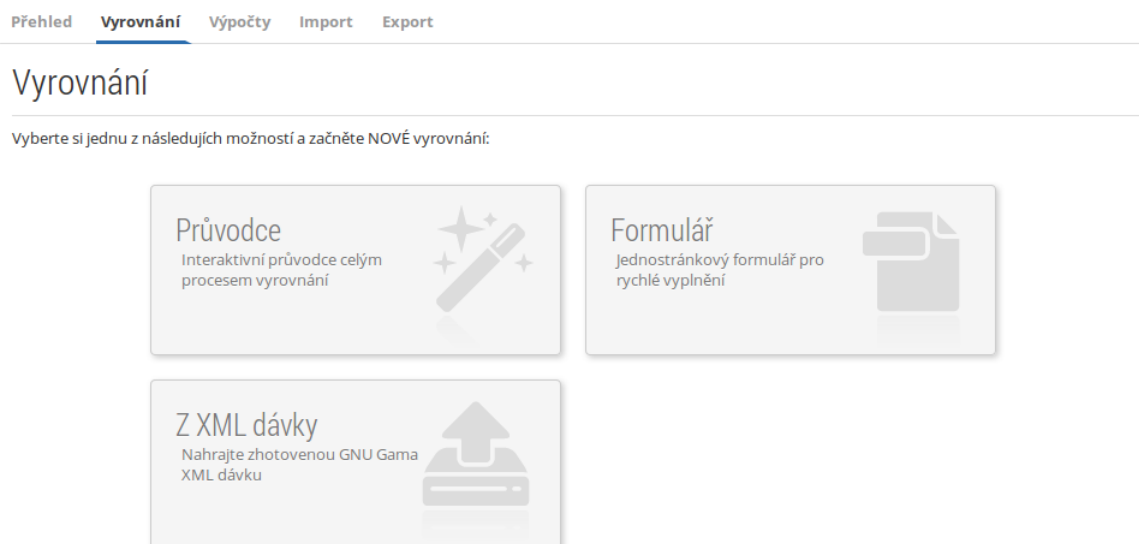 Přehled Vyrovnání Výpočty Import Export
Vyrovnání
Vyberte si jednu z následujích možností a začněte NOVÉ vyrovnání:
Průvodce
Interaktivní průvodce celým
procesem vyrovnání
Formulář
Jednostránkový formulář pro
rychlé vyplnění
Z XML dávky
Nahrajte zhotovenou GNU Gama
XML dávku